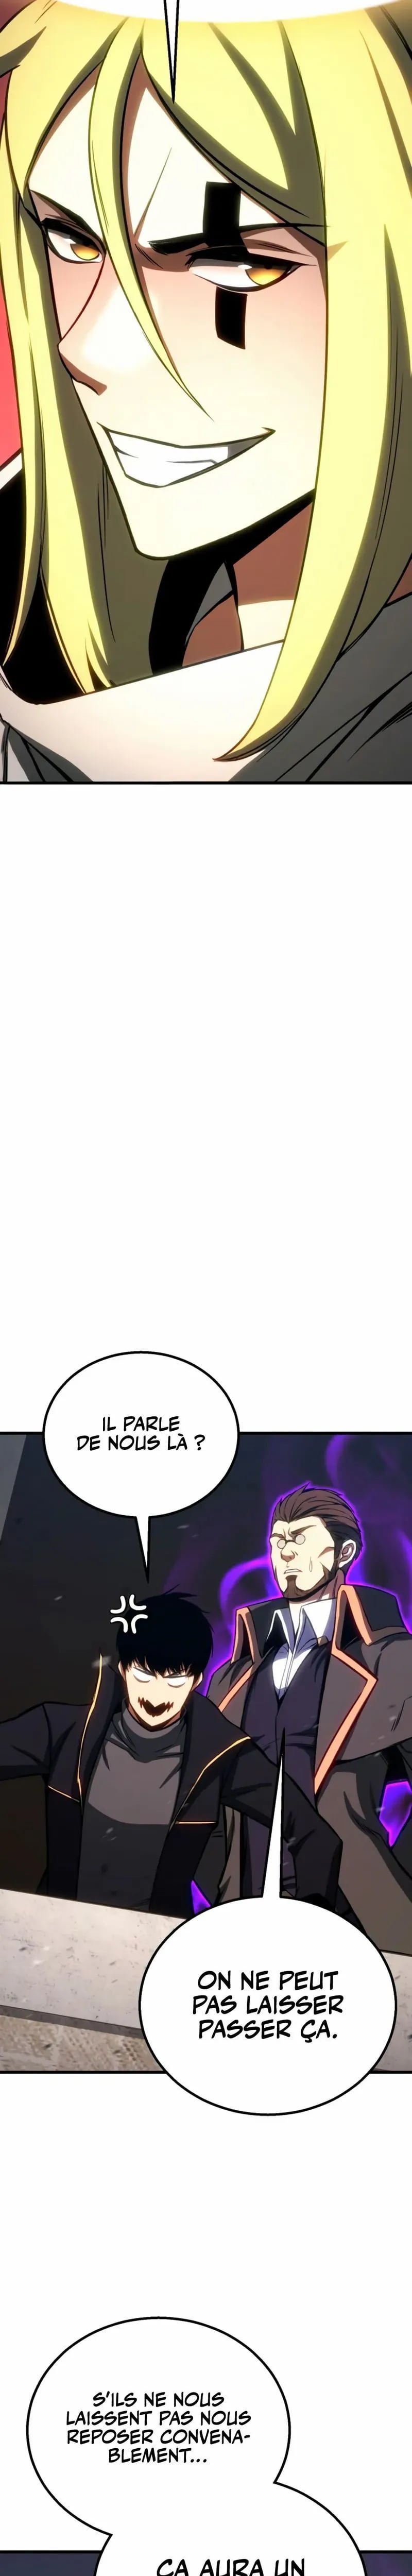 IL PARLE
DE NOUS LÀ ?
ON NE PEUT
PAS LAISSER
PASSER ÇA.
S'ILS NE NOUS
LAISSENT PAS NOUS
REPOSER CONVENA-
BLEMENT...
ÇA AURA UN